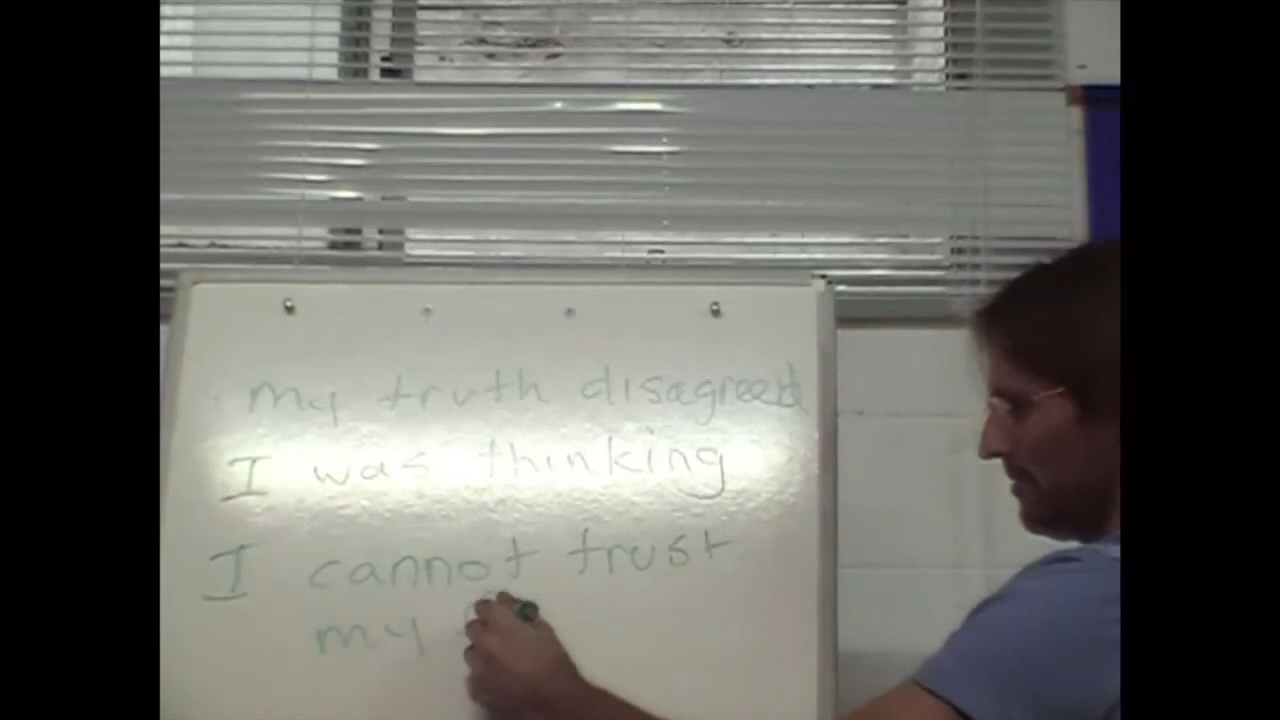 my truth disagreed
I was thinking
I cannot trust
my